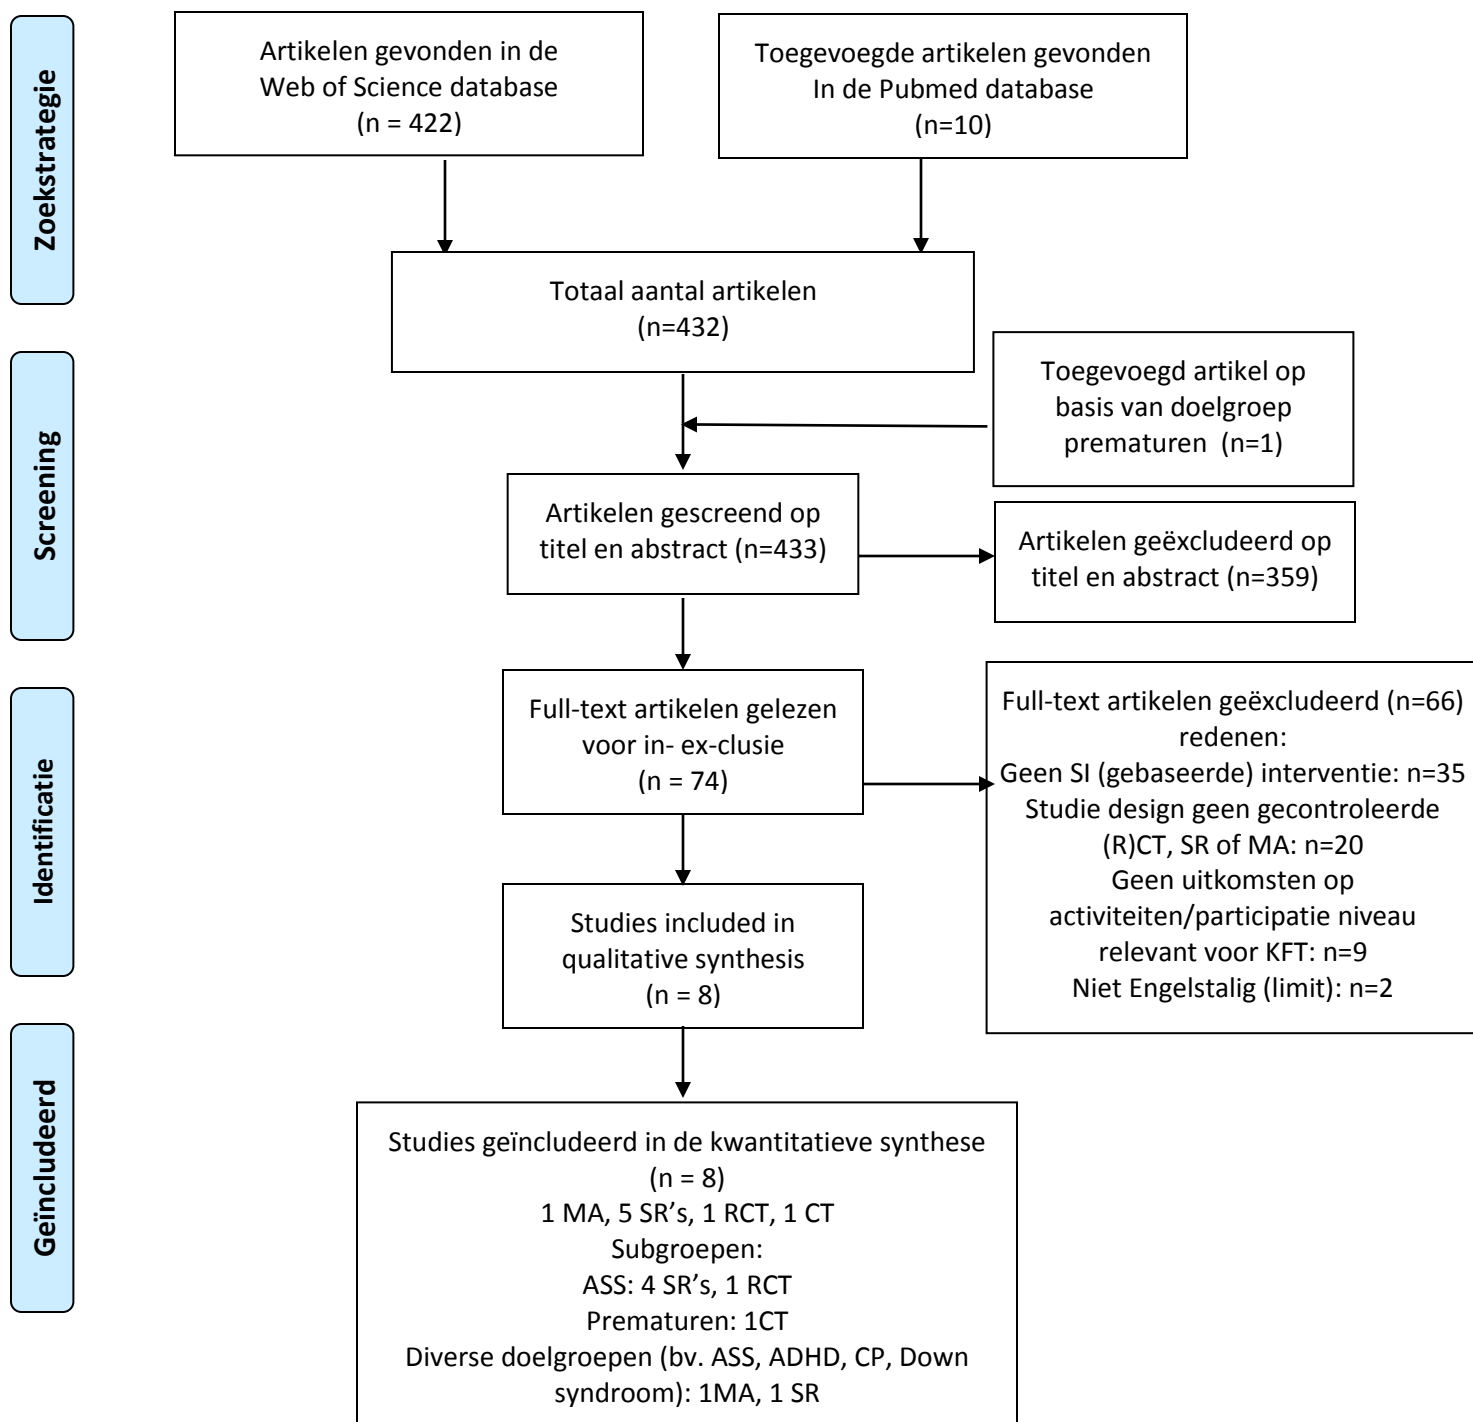 Zoekstrategie
Artikelen gevonden in de
Web of Science database
(n = 422)
Toegevoegde artikelen gevonden
In de Pubmed database
(n=10)
Totaal aantal artikelen
(n=432)
Screening
Toegevoegd artikel op
basis van doelgroep
prematuren (n=1)
Artikelen gescreend op
titel en abstract (n=433)
Artikelen geëxcludeerd op
titel en abstract (n=359)
Identificatie
Full-text artikelen gelezen
voor in- ex-clusie
(n = 74)
Full-text artikelen geëxcludeerd (n=66)
redenen:
Geen SI (gebaseerde) interventie: n=35
Studie design geen gecontroleerde
(R)CT, SR of MA: n=20
Geen uitkomsten op
activiteiten/participatie niveau
relevant voor KFT: n=9
Niet Engelstalig (limit): n=2
Studies included in
qualitative synthesis
(n = 8)
Geïncludeerd
Studies geïncludeerd in de kwantitatieve synthese
(n = 8)
1 MA, 5 SR’s, 1 RCT, 1 CT
Subgroepen:
ASS: 4 SR’s, 1 RCT
Prematuren: 1CT
Diverse doelgroepen (bv. ASS, ADHD, CP, Down
syndroom): 1MA, 1 SR